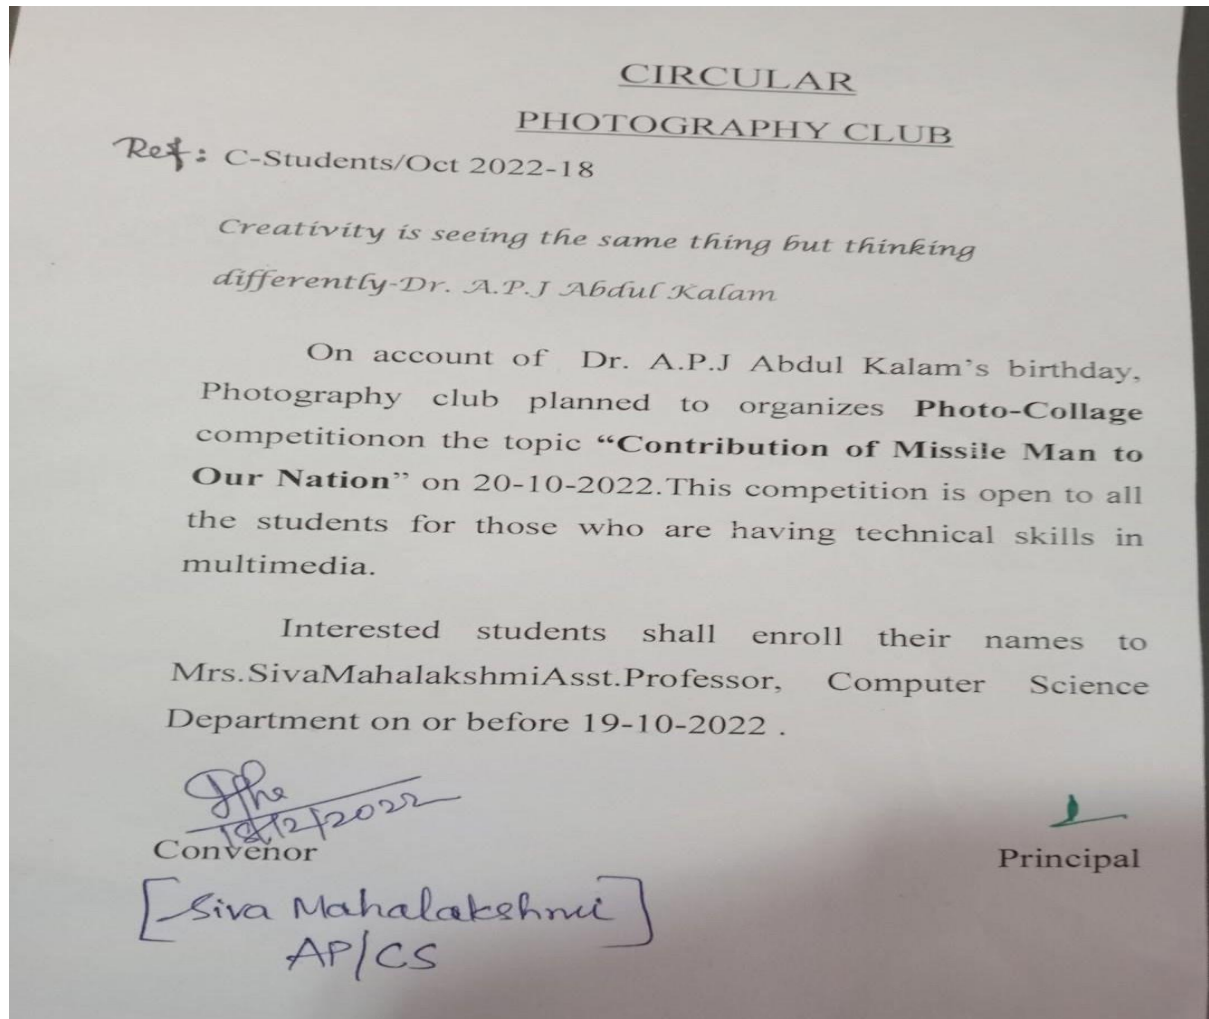 CIRCULAR
PHOTOGRAPHY CLUB
Ref: C-Students/Oct 2022-18
Creativity is seeing the same thing but thinking
differently-Dr. A.P.J Abdul Kalam
On account of Dr. A.P.J Abdul Kalam's birthday,
Photography club planned to organizes Photo-Collage
competitionon the topic “Contribution of Missile Man to
Our Nation” on 20-10-2022.This competition is open to all
the students for those who are having technical skills in
multimedia.
Interested students shall enroll their names to
Mrs.SivaMahalakshmiAsst.Professor, Computer Science
Department on or before 19-10-2022 .
18/12/2022
Convenor
Principal
[Siva Mahalakshmi]
AP/CS